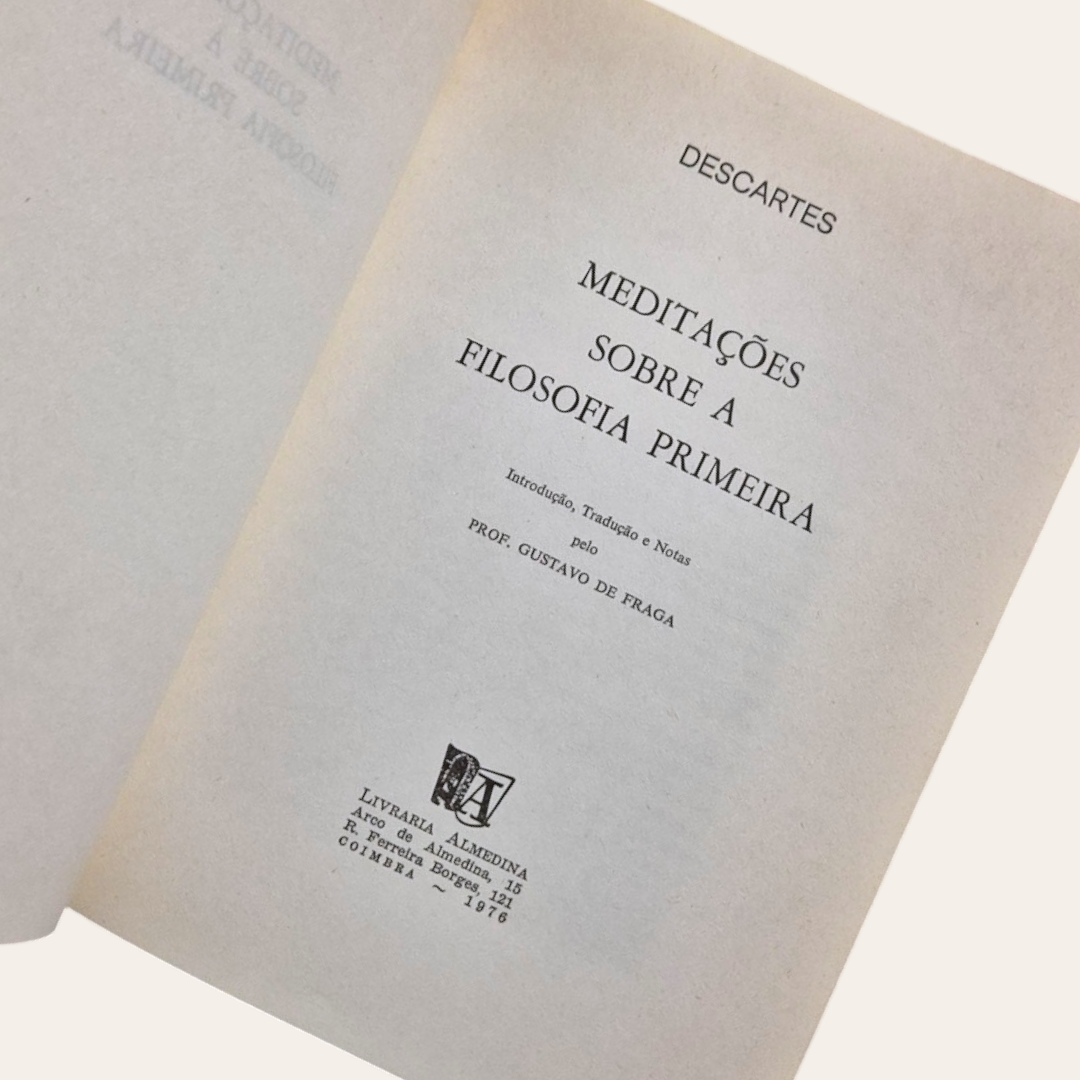 DESCARTES
MEDITAÇÕES
SOBRE A
FILOSOFIA PRIMEIRA
Introdução, Tradução e Notas
pelo
PROF. GUSTAVO DE FRAGA
A
LIVRARIA ALMEDINA
Arco de Almedina, 15
R. Ferreira Borges, 121
COIMBRA ~ 1976